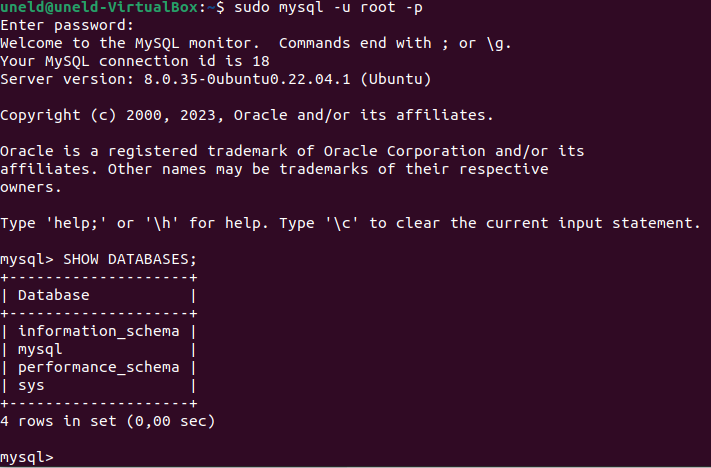 uneld@uneld-VirtualBox:~$ sudo mysql -u root -p
Enter password:
Welcome to the MySQL monitor.  Commands end with ; or \g.
Your MySQL connection id is 18
Server version: 8.0.35-0ubuntu0.22.04.1 (Ubuntu)

Copyright (c) 2000, 2023, Oracle and/or its affiliates.

Oracle is a registered trademark of Oracle Corporation and/or its
affiliates. Other names may be trademarks of their respective
owners.

Type 'help;' or '\h' for help. Type '\c' to clear the current input statement.

mysql> SHOW DATABASES;
+--------------------+
| Database           |
+--------------------+
| information_schema |
| mysql              |
| performance_schema |
| sys                |
+--------------------+
4 rows in set (0,00 sec)

mysql>